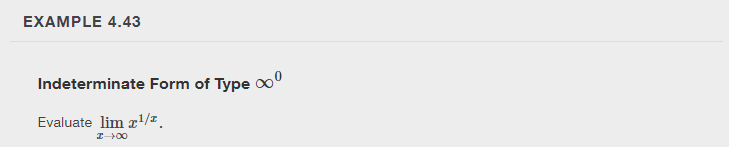 EXAMPLE 4.43
Indeterminate Form of Type ∞⁰
Evaluate lim x→∞ x^{1/x}.